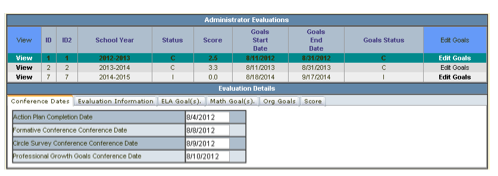 Administrator Evaluations
View ID ID2 School Year Status Score Goals Start Date Goals End Date Goals Status Edit Goals
View 1 1 2012-2013 C 2.5 8/11/2012 8/31/2012 C Edit Goals
View 2 2 2013-2014 C 3.3 8/11/2013 8/31/2013 C Edit Goals
View 7 7 2014-2015 I 0.0 6/16/2014 9/17/2014 I Edit Goals
Evaluation Details
Conference Dates Evaluation Information ELA Goal(s). Math Goal(s). Org Goals Score
Action Plan Completion Date 8/4/2012
Formative Conference Conference Date 8/8/2012
Circle Survey Conference Conference Date 8/9/2012
Professional Growth Goals Conference Date 8/10/2012